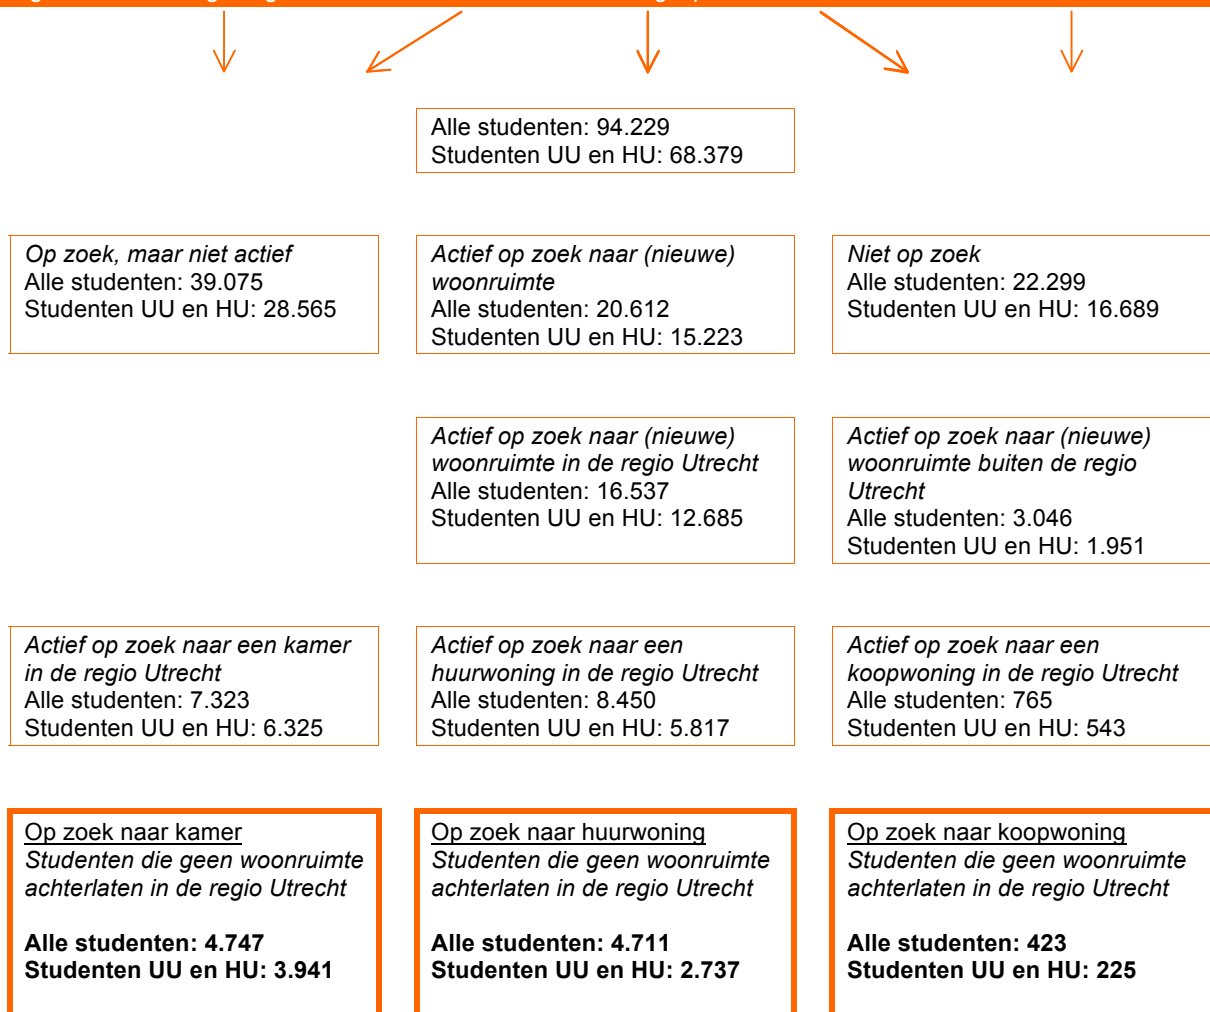 Alle studenten: 94.229
Studenten UU en HU: 68.379
Op zoek, maar niet actief
Alle studenten: 39.075
Studenten UU en HU: 28.565
Actief op zoek naar (nieuwe)
woonruimte
Alle studenten: 20.612
Studenten UU en HU: 15.223
Niet op zoek
Alle studenten: 22.299
Studenten UU en HU: 16.689
Actief op zoek naar (nieuwe)
woonruimte in de regio Utrecht
Alle studenten: 16.537
Studenten UU en HU: 12.685
Actief op zoek naar (nieuwe)
woonruimte buiten de regio
Utrecht
Alle studenten: 3.046
Studenten UU en HU: 1.951
Actief op zoek naar een kamer
in de regio Utrecht
Alle studenten: 7.323
Studenten UU en HU: 6.325
Actief op zoek naar een
huurwoning in de regio Utrecht
Alle studenten: 8.450
Studenten UU en HU: 5.817
Actief op zoek naar een
koopwoning in de regio Utrecht
Alle studenten: 765
Studenten UU en HU: 543
Op zoek naar kamer
Studenten die geen woonruimte
achterlaten in de regio Utrecht
Alle studenten: 4.747
Studenten UU en HU: 3.941
Op zoek naar huurwoning
Studenten die geen woonruimte
achterlaten in de regio Utrecht
Alle studenten: 4.711
Studenten UU en HU: 2.737
Op zoek naar koopwoning
Studenten die geen woonruimte
achterlaten in de regio Utrecht
Alle studenten: 423
Studenten UU en HU: 225